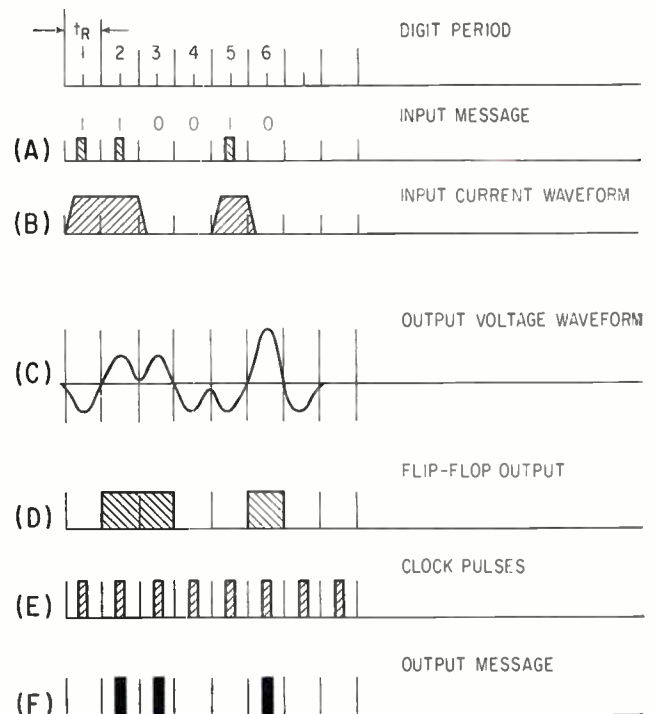 tR
DIGIT PERIOD
1 2 3 4 5 6
INPUT MESSAGE
1 1 0 0 1 0
(A)
INPUT CURRENT WAVEFORM
(B)
OUTPUT VOLTAGE WAVEFORM
(C)
FLIP-FLOP OUTPUT
(D)
CLOCK PULSES
(E)
OUTPUT MESSAGE
(F)